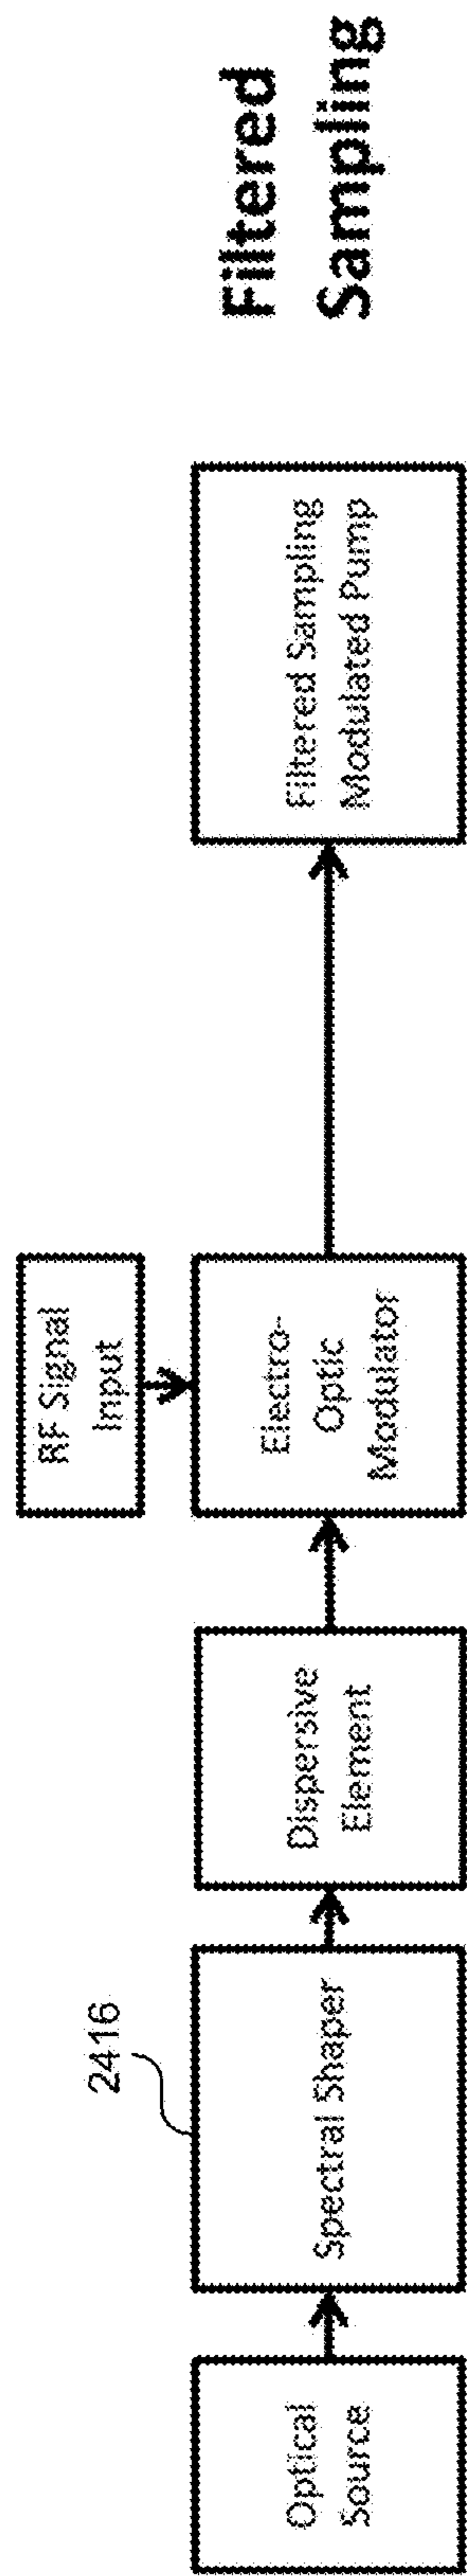 Optical
Source
2416
Spectral Shaper
Dispersive
Element
RF Signal
Input
Electro-
Optic
Modulator
Filtered Sampling
Modulated Pump
Filtered
Sampling